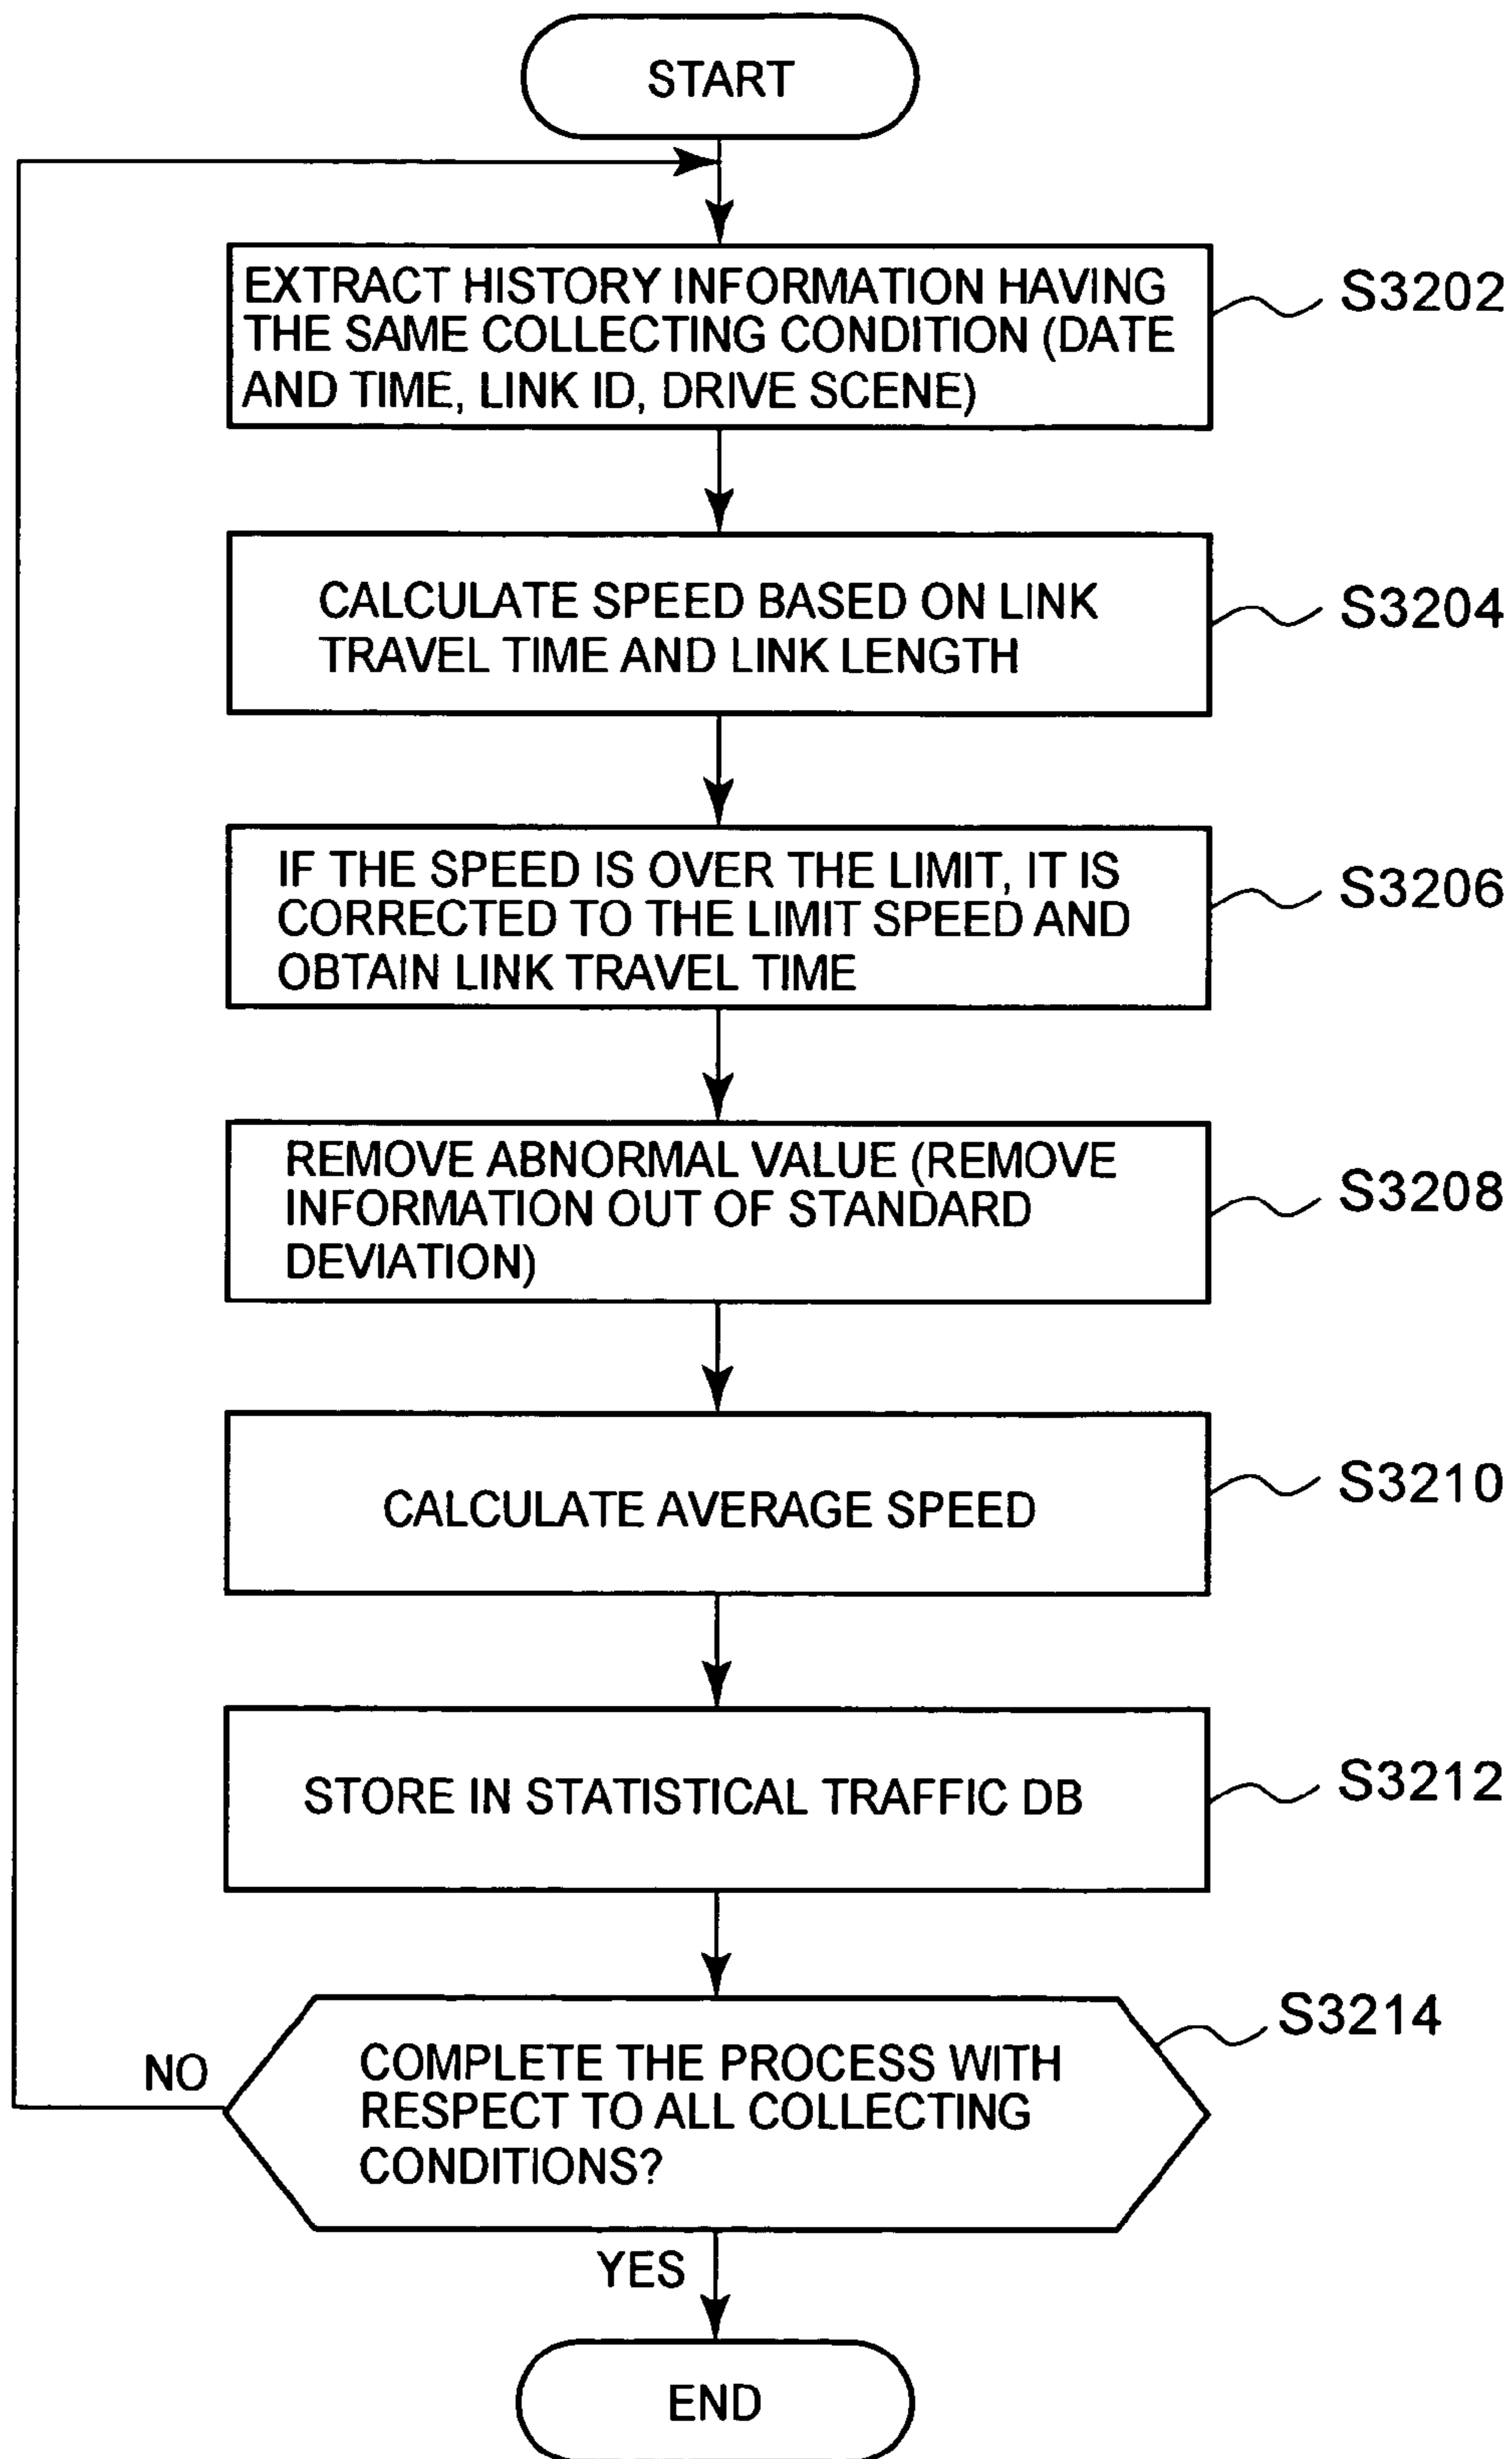 START
EXTRACT HISTORY INFORMATION HAVING
THE SAME COLLECTING CONDITION (DATE
AND TIME, LINK ID, DRIVE SCENE)
S3202
CALCULATE SPEED BASED ON LINK
TRAVEL TIME AND LINK LENGTH
S3204
IF THE SPEED IS OVER THE LIMIT, IT IS
CORRECTED TO THE LIMIT SPEED AND
OBTAIN LINK TRAVEL TIME
S3206
REMOVE ABNORMAL VALUE (REMOVE
INFORMATION OUT OF STANDARD
DEVIATION)
S3208
CALCULATE AVERAGE SPEED
S3210
STORE IN STATISTICAL TRAFFIC DB
S3212
COMPLETE THE PROCESS WITH
RESPECT TO ALL COLLECTING
CONDITIONS?
S3214
NO
YES
END